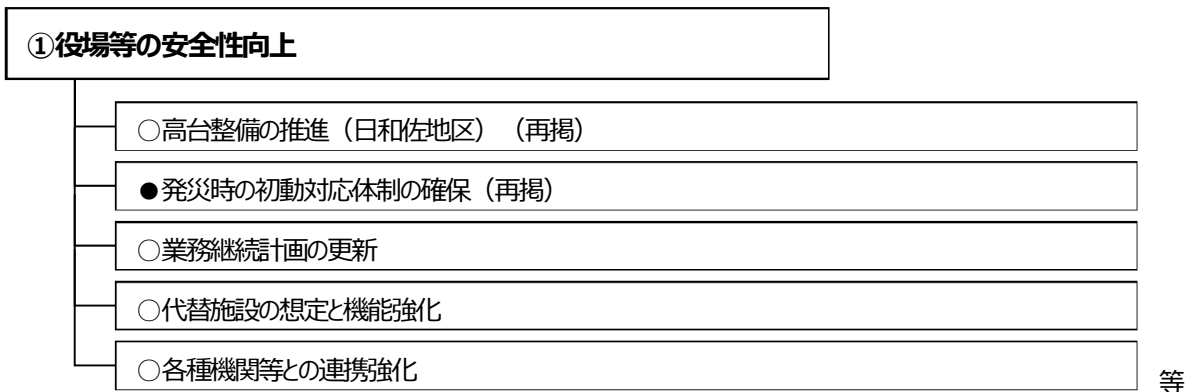 ①役場等の安全性向上
○高台整備の推進（日和佐地区）（再掲）
●発災時の初動対応体制の確保（再掲）
○業務継続計画の更新
○代替施設の想定と機能強化
○各種機関等との連携強化
等